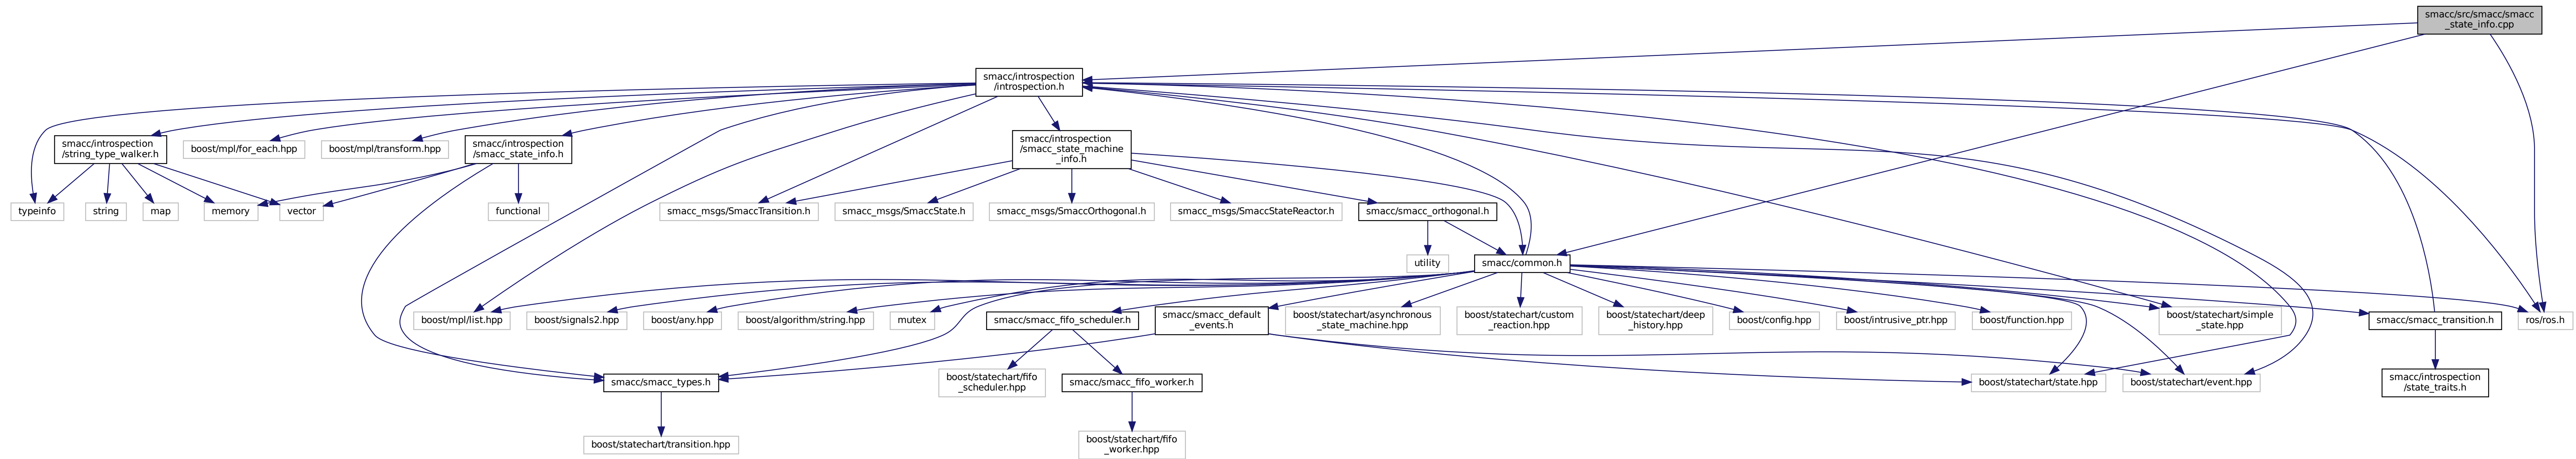 smacc/src/smacc/smacc
_state_info.cpp
smacc/introspection
/introspection.h
smacc/introspection
/string_type_walker.h
boost/mpl/for_each.hpp
boost/mpl/transform.hpp
smacc/introspection
/smacc_state_info.h
smacc/introspection
/smacc_state_machine
_info.h
typeinfo
string
map
memory
vector
functional
smacc_msgs/SmaccTransition.h
smacc_msgs/SmaccState.h
smacc_msgs/SmaccOrthogonal.h
smacc_msgs/SmaccStateReactor.h
smacc/smacc_orthogonal.h
utility
smacc/common.h
boost/mpl/list.hpp
boost/signals2.hpp
boost/any.hpp
boost/algorithm/string.hpp
mutex
smacc/smacc_fifo_scheduler.h
smacc/smacc_default
_events.h
boost/statechart/asynchronous
_state_machine.hpp
boost/statechart/custom
_reaction.hpp
boost/statechart/deep
_history.hpp
boost/config.hpp
boost/intrusive_ptr.hpp
boost/function.hpp
boost/statechart/simple
_state.hpp
smacc/smacc_transition.h
ros/ros.h
smacc/smacc_types.h
boost/statechart/fifo
_scheduler.hpp
smacc/smacc_fifo_worker.h
boost/statechart/state.hpp
boost/statechart/event.hpp
smacc/introspection
/state_traits.h
boost/statechart/transition.hpp
boost/statechart/fifo
_worker.hpp